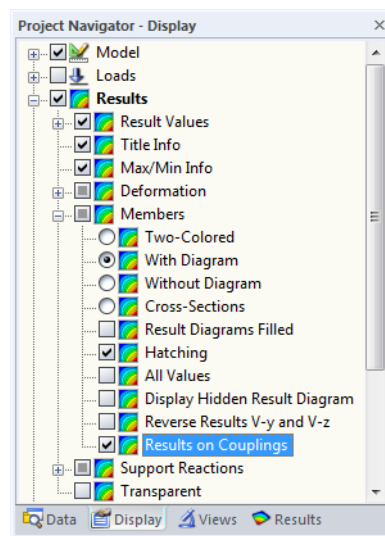 Project Navigator - Display
Model
Loads
Results
Result Values
Title Info
Max/Min Info
Deformation
Members
Two-Colored
With Diagram
Without Diagram
Cross-Sections
Result Diagrams Filled
Hatching
All Values
Display Hidden Result Diagram
Reverse Results V-y and V-z
Results on Couplings
Support Reactions
Transparent
Data Display Views Results